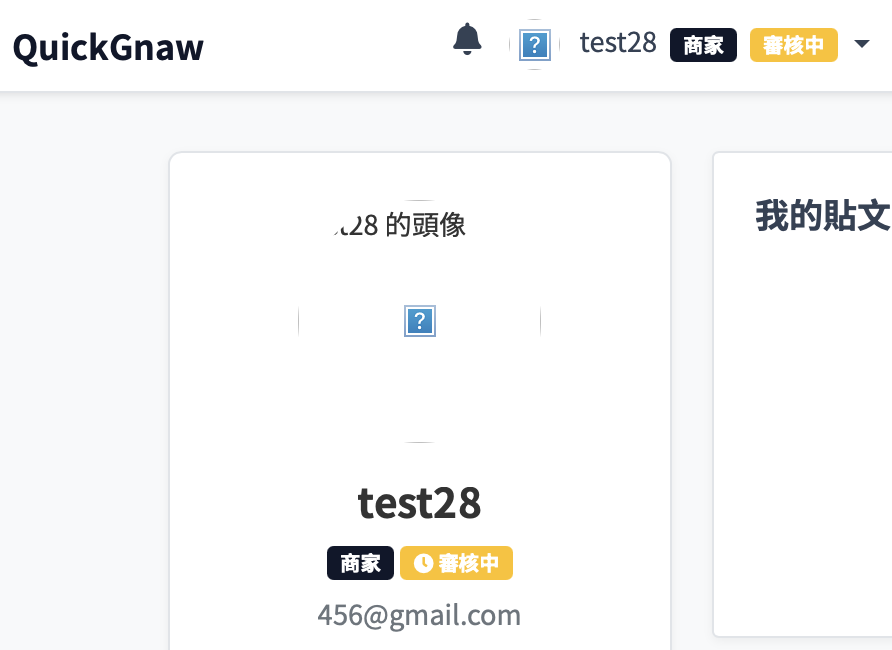 QuickGnaw
test28 商家 審核中
28 的頭像
test28
商家 審核中
456@gmail.com
我的貼文